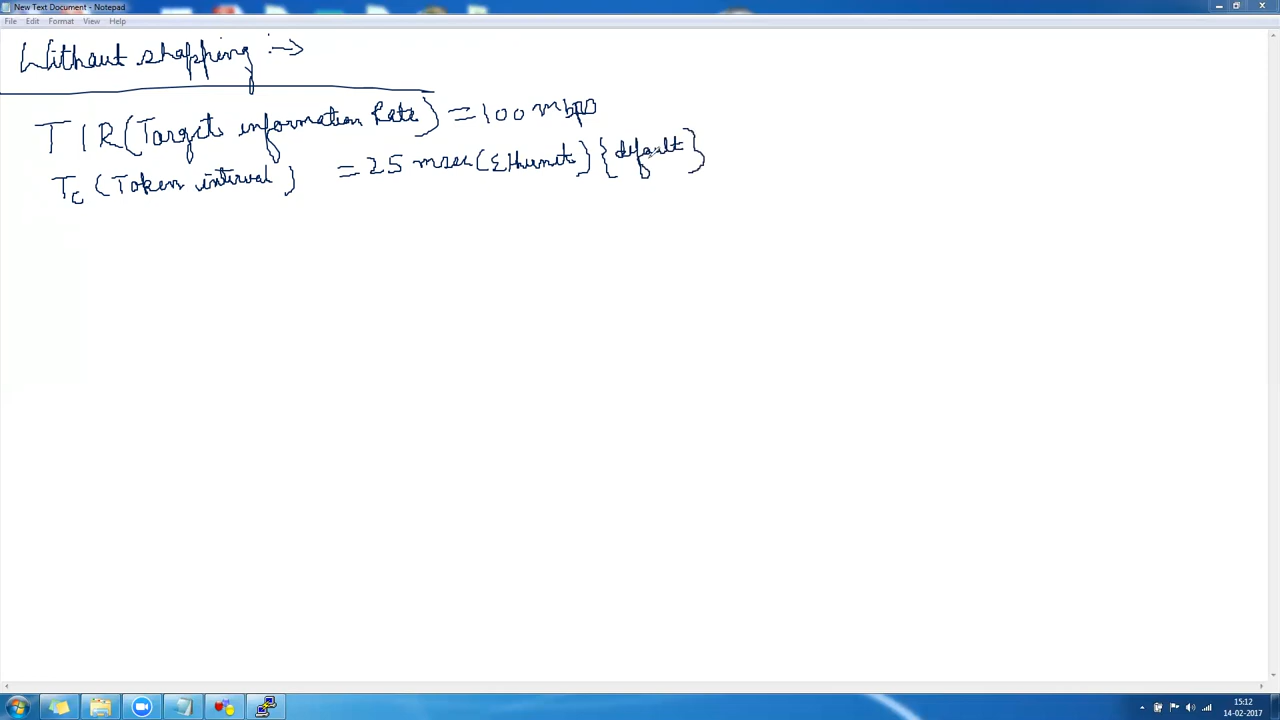 New Text Document - Notepad
File Edit Format View Help
Without shapping :→
TIR (Target information Rate) = 100 mbps
Tc (Token interval) = 25 msec (Ethernet) {default}
15:12
14-02-2017